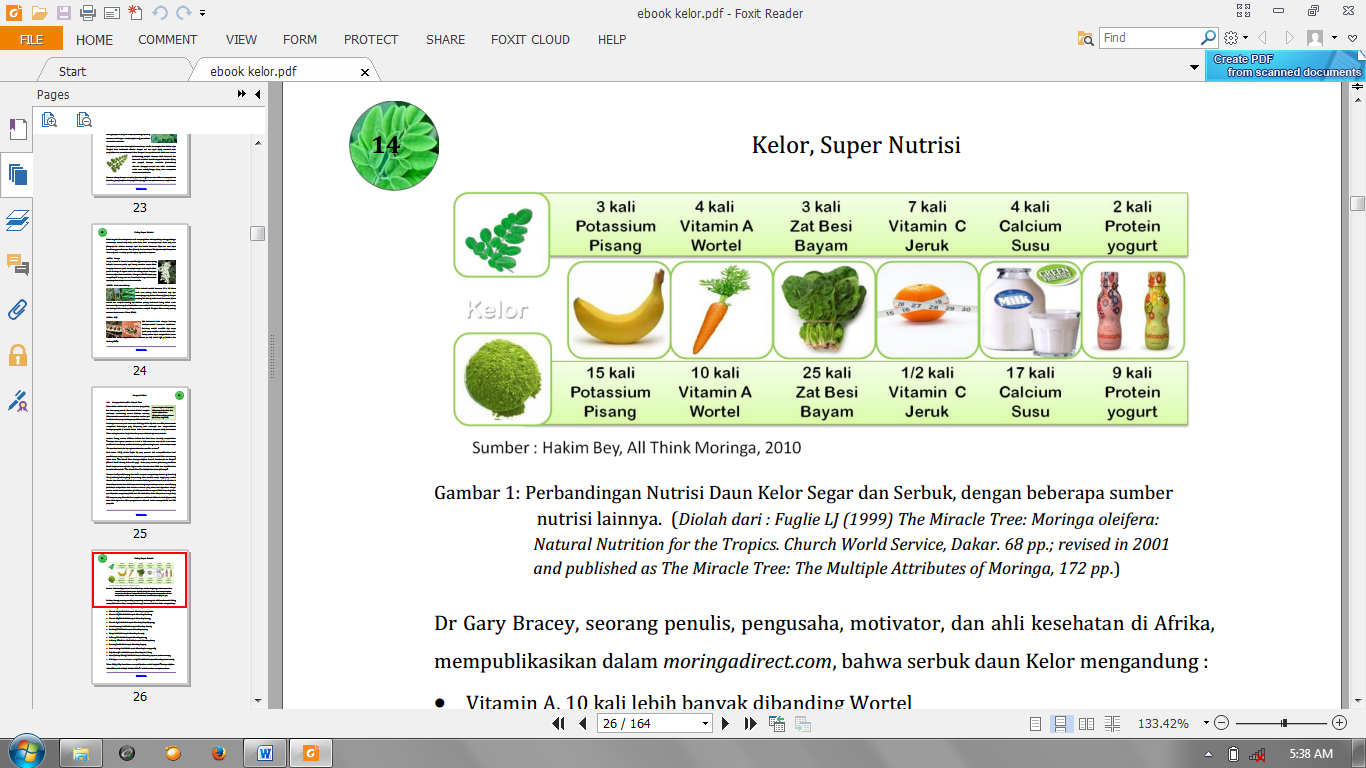 ebook kelor.pdf - Foxit Reader
FILE HOME COMMENT VIEW FORM PROTECT SHARE FOXIT CLOUD HELP
Find
Create PDF
from scanned documents
Start
ebook kelor.pdf
Pages
23
24
25
26
14
Kelor, Super Nutrisi
3 kali 4 kali 3 kali 7 kali 4 kali 2 kali
Potassium Vitamin A Zat Besi Vitamin C Calcium Protein
Pisang Wortel Bayam Jeruk Susu yogurt
Kelor
Milk
15 kali 10 kali 25 kali 1/2 kali 17 kali 9 kali
Potassium Vitamin A Zat Besi Vitamin C Calcium Protein
Pisang Wortel Bayam Jeruk Susu yogurt
Sumber : Hakim Bey, All Think Moringa, 2010
Gambar 1: Perbandingan Nutrisi Daun Kelor Segar dan Serbuk, dengan beberapa sumber
nutrisi lainnya. (Diolah dari : Fuglie LJ (1999) The Miracle Tree: Moringa oleifera:
Natural Nutrition for the Tropics. Church World Service, Dakar. 68 pp.; revised in 2001
and published as The Miracle Tree: The Multiple Attributes of Moringa, 172 pp.)
Dr Gary Bracey, seorang penulis, pengusaha, motivator, dan ahli kesehatan di Afrika,
mempublikasikan dalam moringadirect.com, bahwa serbuk daun Kelor mengandung :
• Vitamin A, 10 kali lebih banyak dibanding Wortel
26 / 164
133.42%
5:38 AM